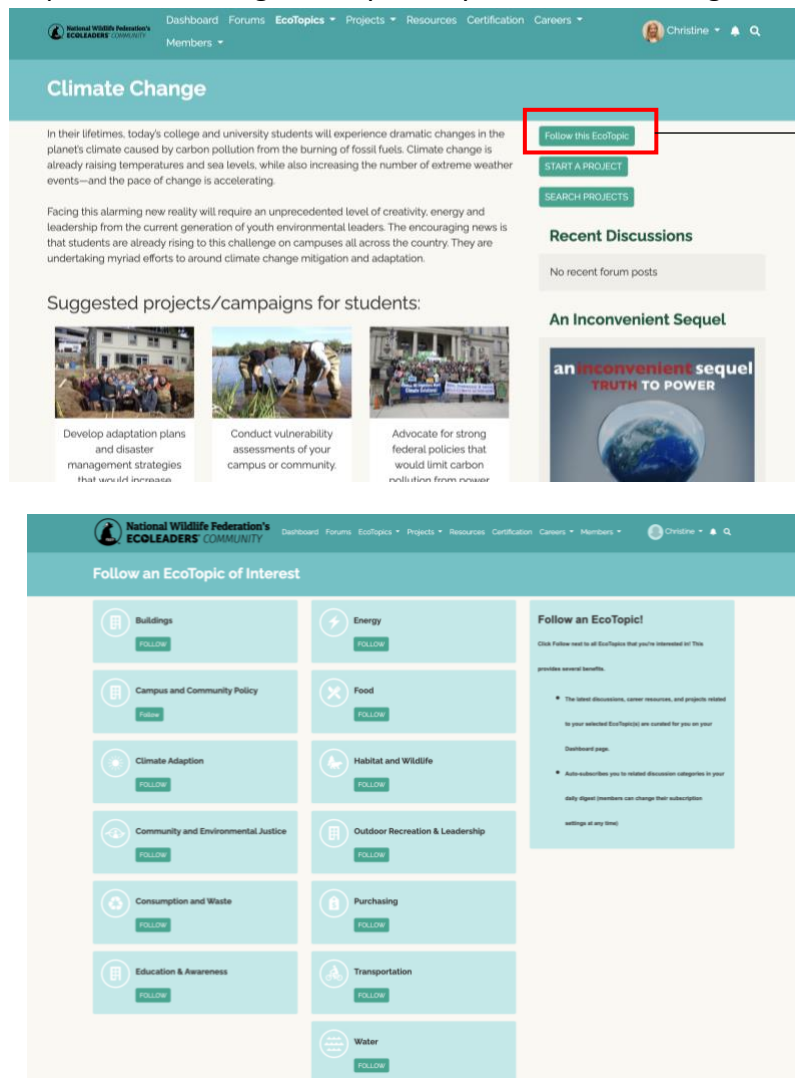 National Wildlife Federation's
ECOLEADERS COMMUNITY
Dashboard Forums EcoTopics Projects Resources Certification Careers
Members
Christine
Climate Change
In their lifetimes, today's college and university students will experience dramatic changes in the
planet's climate caused by carbon pollution from the burning of fossil fuels. Climate change is
already raising temperatures and sea levels, while also increasing the number of extreme weather
events—and the pace of change is accelerating.
Facing this alarming new reality will require an unprecedented level of creativity, energy and
leadership from the current generation of youth environmental leaders. The encouraging news is
that students are already rising to this challenge on campuses all across the country. They are
undertaking myriad efforts to around climate change mitigation and adaptation.
Suggested projects/campaigns for students:
Develop adaptation plans
and disaster
management strategies
that would increase
Conduct vulnerability
assessments of your
campus or community.
Advocate for strong
federal policies that
would limit carbon
pollution from power
Follow this EcoTopic
START A PROJECT
SEARCH PROJECTS
Recent Discussions
No recent forum posts
An Inconvenient Sequel
an inconvenient sequel
TRUTH TO POWER
National Wildlife Federation's
ECOLEADERS COMMUNITY
Dashboard Forums EcoTopics Projects Resources Certification Careers Members
Christine
Follow an EcoTopic of Interest
Buildings
FOLLOW
Campus and Community Policy
Follow
Climate Adaption
FOLLOW
Community and Environmental Justice
FOLLOW
Consumption and Waste
FOLLOW
Education & Awareness
FOLLOW
Energy
FOLLOW
Food
FOLLOW
Habitat and Wildlife
FOLLOW
Outdoor Recreation & Leadership
FOLLOW
Purchasing
FOLLOW
Transportation
FOLLOW
Water
FOLLOW
Follow an EcoTopic!
Click Follow next to all EcoTopics that you're interested in! This
provides several benefits.
The latest discussions, career resources, and projects related
to your selected EcoTopic(s) are curated for you on your
Dashboard page.
Auto-subscribes you to related discussion categories in your
daily digest (members can change their subscription
settings at any time)